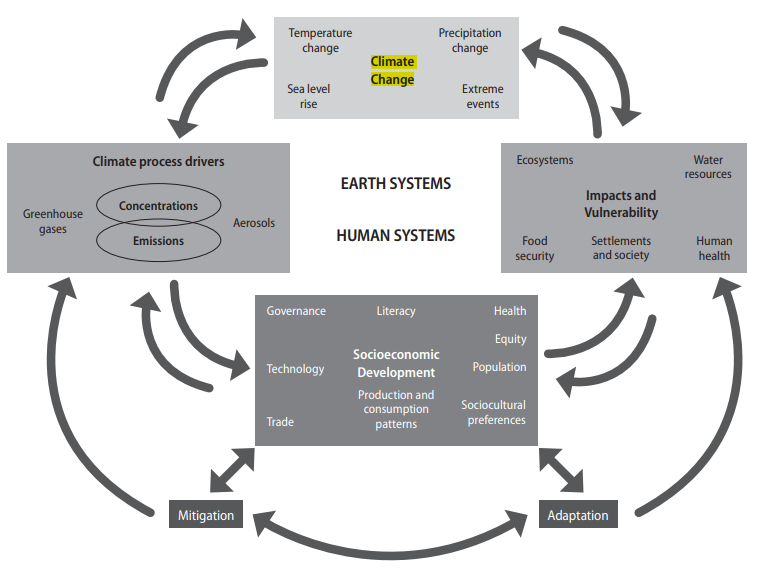 Temperature
change
Precipitation
change
Climate
Change
Sea level
rise
Extreme
events
Climate process drivers
Greenhouse
gases
Concentrations
Emissions
Aerosols
EARTH SYSTEMS
HUMAN SYSTEMS
Ecosystems
Water
resources
Impacts and
Vulnerability
Food
security
Settlements
and society
Human
health
Governance
Literacy
Health
Equity
Socioeconomic
Development
Technology
Population
Production and
consumption
patterns
Trade
Sociocultural
preferences
Mitigation
Adaptation